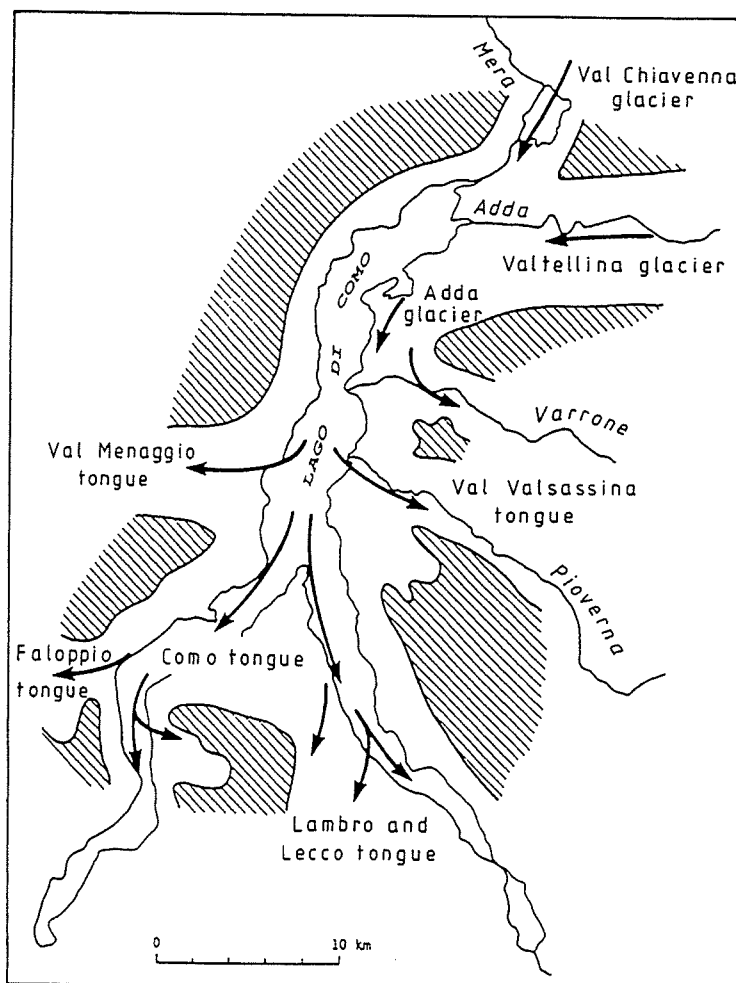 Mera
Val Chiavenna
glacier
Adda
Valtellina glacier
LAGO DI COMO
Adda
glacier
Varrone
Val Menaggio
tongue
Val Valsassina
tongue
Pioverna
Faloppio
tongue
Como tongue
Lambro and
Lecco tongue
0 10 km